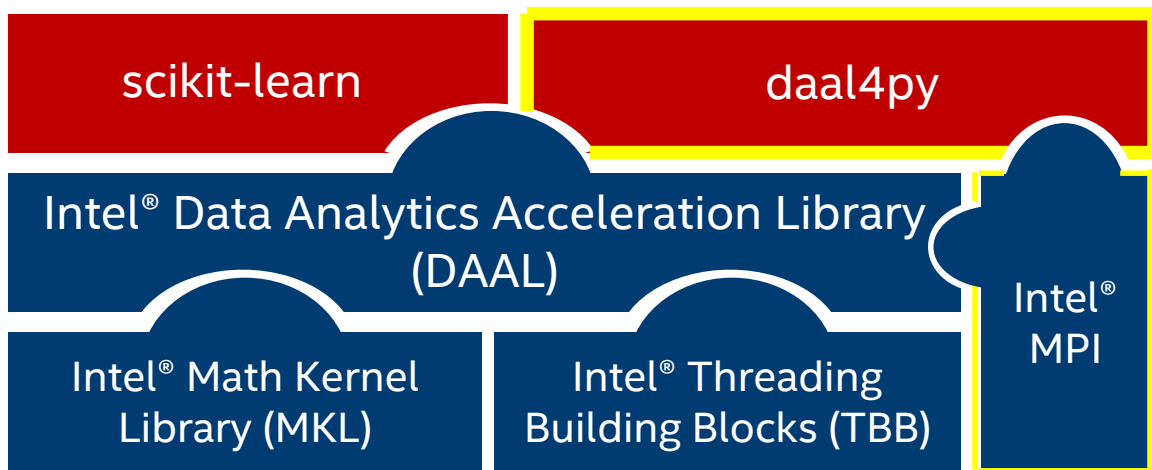 scikit-learn
daal4py
Intel® Data Analytics Acceleration Library
(DAAL)
Intel® Math Kernel
Library (MKL)
Intel® Threading
Building Blocks (TBB)
Intel®
MPI